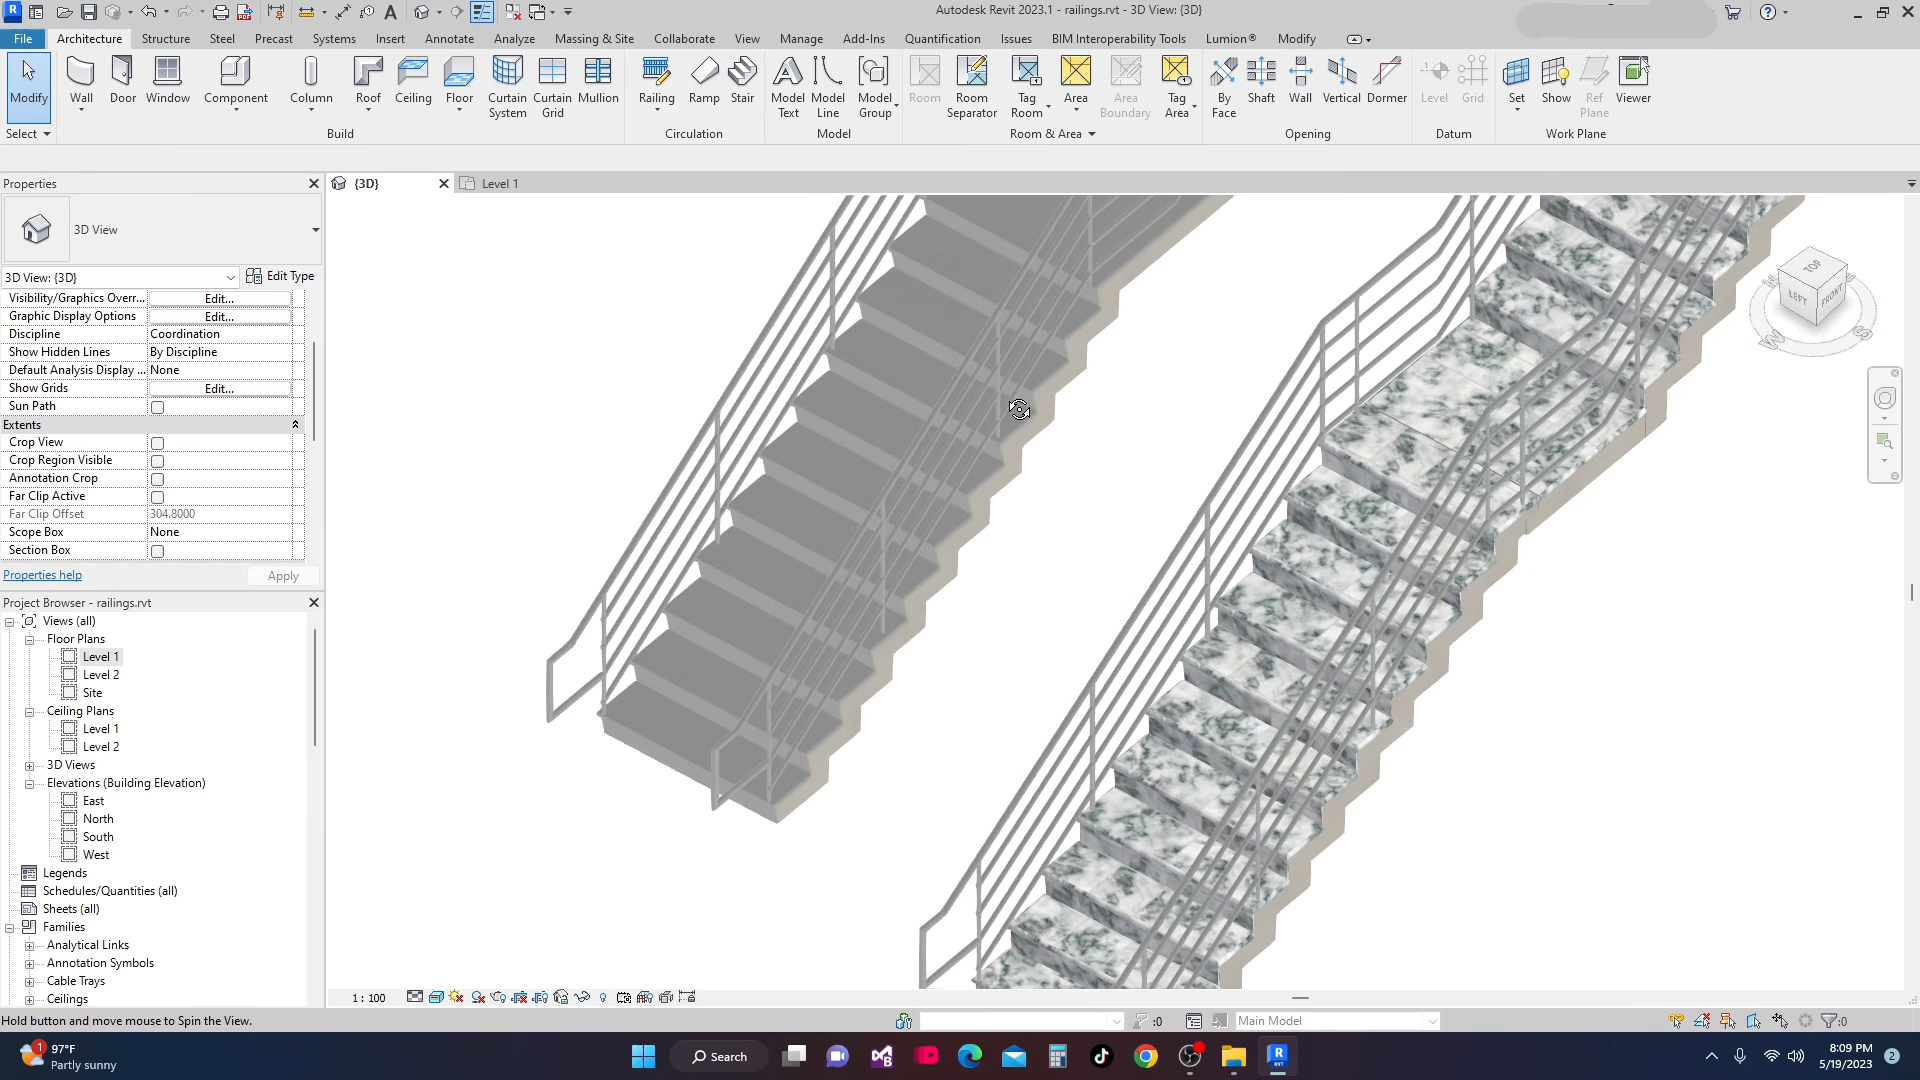 Autodesk Revit 2023.1 - railings.rvt - 3D View: {3D}
File Architecture Structure Steel Precast Systems Insert Annotate Analyze Massing & Site Collaborate View Manage Add-Ins Quantification Issues BIM Interoperability Tools Lumion® Modify
Modify Wall Door Window Component Column Roof Ceiling Floor Curtain System Curtain Grid Mullion Railing Ramp Stair Model Text Model Line Model Group Room Room Separator Tag Room Area Area Boundary Tag Area By Face Shaft Wall Vertical Dormer Level Grid Set Show Ref Plane Viewer
Select Build Circulation Model Room & Area Opening Datum Work Plane
Properties
{3D} Level 1
3D View
3D View: {3D} Edit Type
Visibility/Graphics Overr... Edit...
Graphic Display Options Edit...
Discipline Coordination
Show Hidden Lines By Discipline
Default Analysis Display ... None
Show Grids Edit...
Sun Path
Extents
Crop View
Crop Region Visible
Annotation Crop
Far Clip Active
Far Clip Offset 304.8000
Scope Box None
Section Box
Properties help Apply
TOP
LEFT FRONT
W S
Project Browser - railings.rvt
Views (all)
Floor Plans
Level 1
Level 2
Site
Ceiling Plans
Level 1
Level 2
3D Views
Elevations (Building Elevation)
East
North
South
West
Legends
Schedules/Quantities (all)
Sheets (all)
Families
Analytical Links
Annotation Symbols
Cable Trays
Ceilings
1 : 100
Hold button and move mouse to Spin the View.
:0 Main Model :0
1 97°F
Partly sunny
Search
8:09 PM
5/19/2023
2